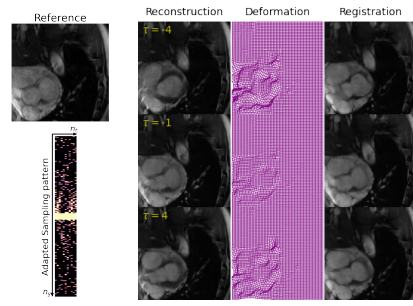 Reference
Reconstruction
Deformation
Registration
τ = -4
τ = -1
τ = 4
Adapted Sampling pattern